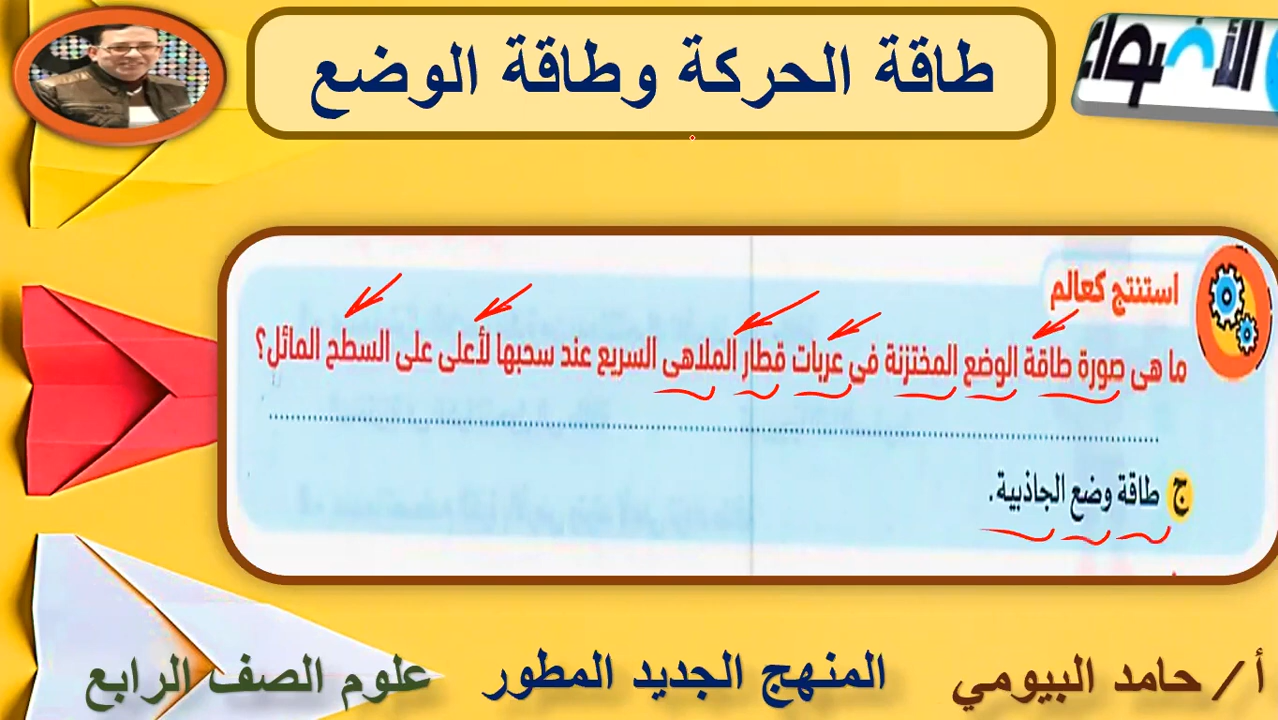 طاقة الحركة وطاقة الوضع
الأضواء
استنتج كعالم
ما هى صورة طاقة الوضع المختزنة فى عربات قطار الملاهى السريع عند سحبها لأعلى على السطح المائل؟
ج طاقة وضع الجاذبية.
أ/ حامد البيومي
المنهج الجديد المطور
علوم الصف الرابع